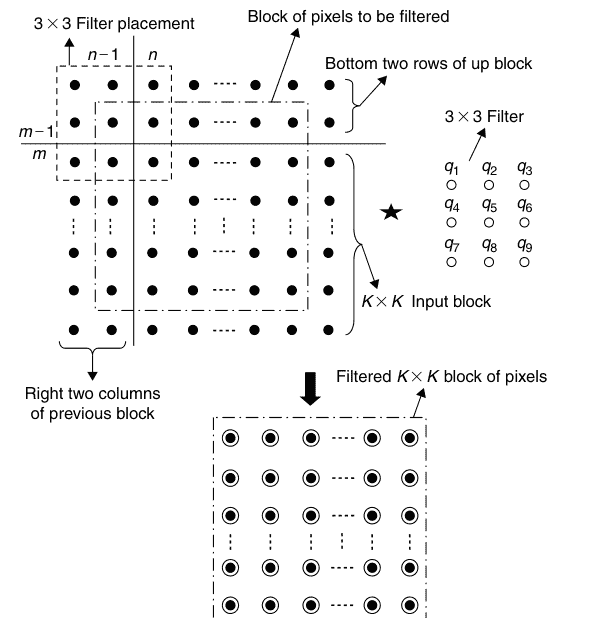 Block of pixels to be filtered
3 × 3 Filter placement
n−1
n
Bottom two rows of up block
3 × 3 Filter
m−1
m
q1 q2 q3
q4 q5 q6
q7 q8 q9
K × K Input block
Right two columns
of previous block
Filtered K × K block of pixels